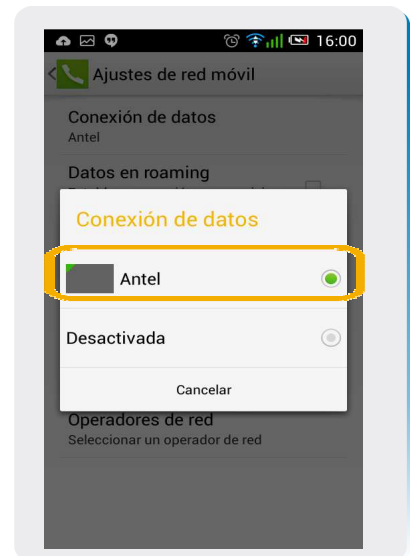 16:00
Ajustes de red móvil
Conexión de datos
Antel
Datos en roaming
Conexión de datos
Antel
Desactivada
Cancelar
Operadores de red
Seleccionar un operador de red